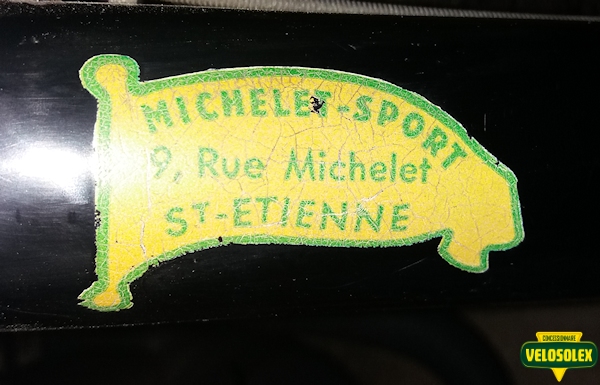 MICHELET-SPORT
9, Rue Michelet
ST-ETIENNE
CONCESSIONNAIRE
VELOSOLEX